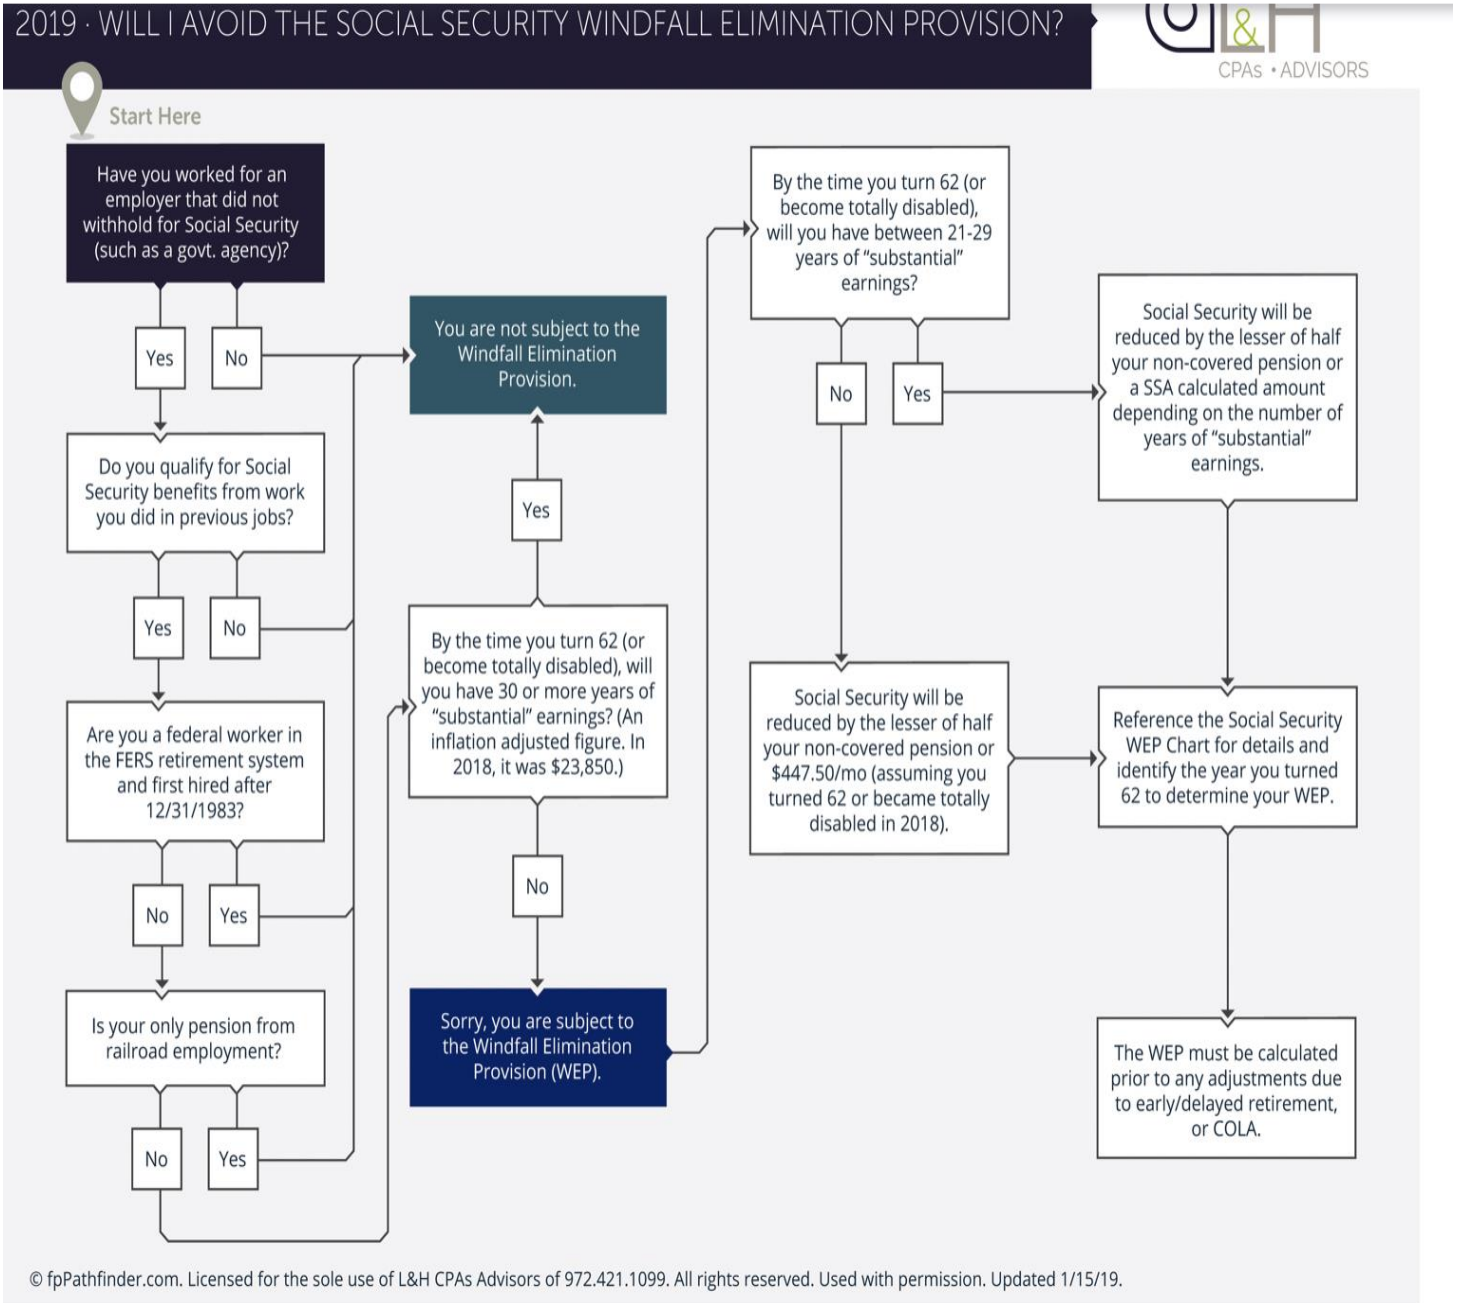 2019 · WILL I AVOID THE SOCIAL SECURITY WINDFALL ELIMINATION PROVISION?
L&H
CPAs • ADVISORS
Start Here
Have you worked for an
employer that did not
withhold for Social Security
(such as a govt. agency)?
Yes
No
Do you qualify for Social
Security benefits from work
you did in previous jobs?
Yes
No
Are you a federal worker in
the FERS retirement system
and first hired after
12/31/1983?
No
Yes
Is your only pension from
railroad employment?
No
Yes
You are not subject to the
Windfall Elimination
Provision.
Yes
By the time you turn 62 (or
become totally disabled), will
you have 30 or more years of
“substantial” earnings? (An
inflation adjusted figure. In
2018, it was $23,850.)
No
Sorry, you are subject to
the Windfall Elimination
Provision (WEP).
By the time you turn 62 (or
become totally disabled),
will you have between 21-29
years of “substantial”
earnings?
No
Yes
Social Security will be
reduced by the lesser of half
your non-covered pension or
$447.50/mo (assuming you
turned 62 or became totally
disabled in 2018).
Social Security will be
reduced by the lesser of half
your non-covered pension or
a SSA calculated amount
depending on the number of
years of “substantial”
earnings.
Reference the Social Security
WEP Chart for details and
identify the year you turned
62 to determine your WEP.
The WEP must be calculated
prior to any adjustments due
to early/delayed retirement,
or COLA.
© fpPathfinder.com. Licensed for the sole use of L&H CPAs Advisors of 972.421.1099. All rights reserved. Used with permission. Updated 1/15/19.